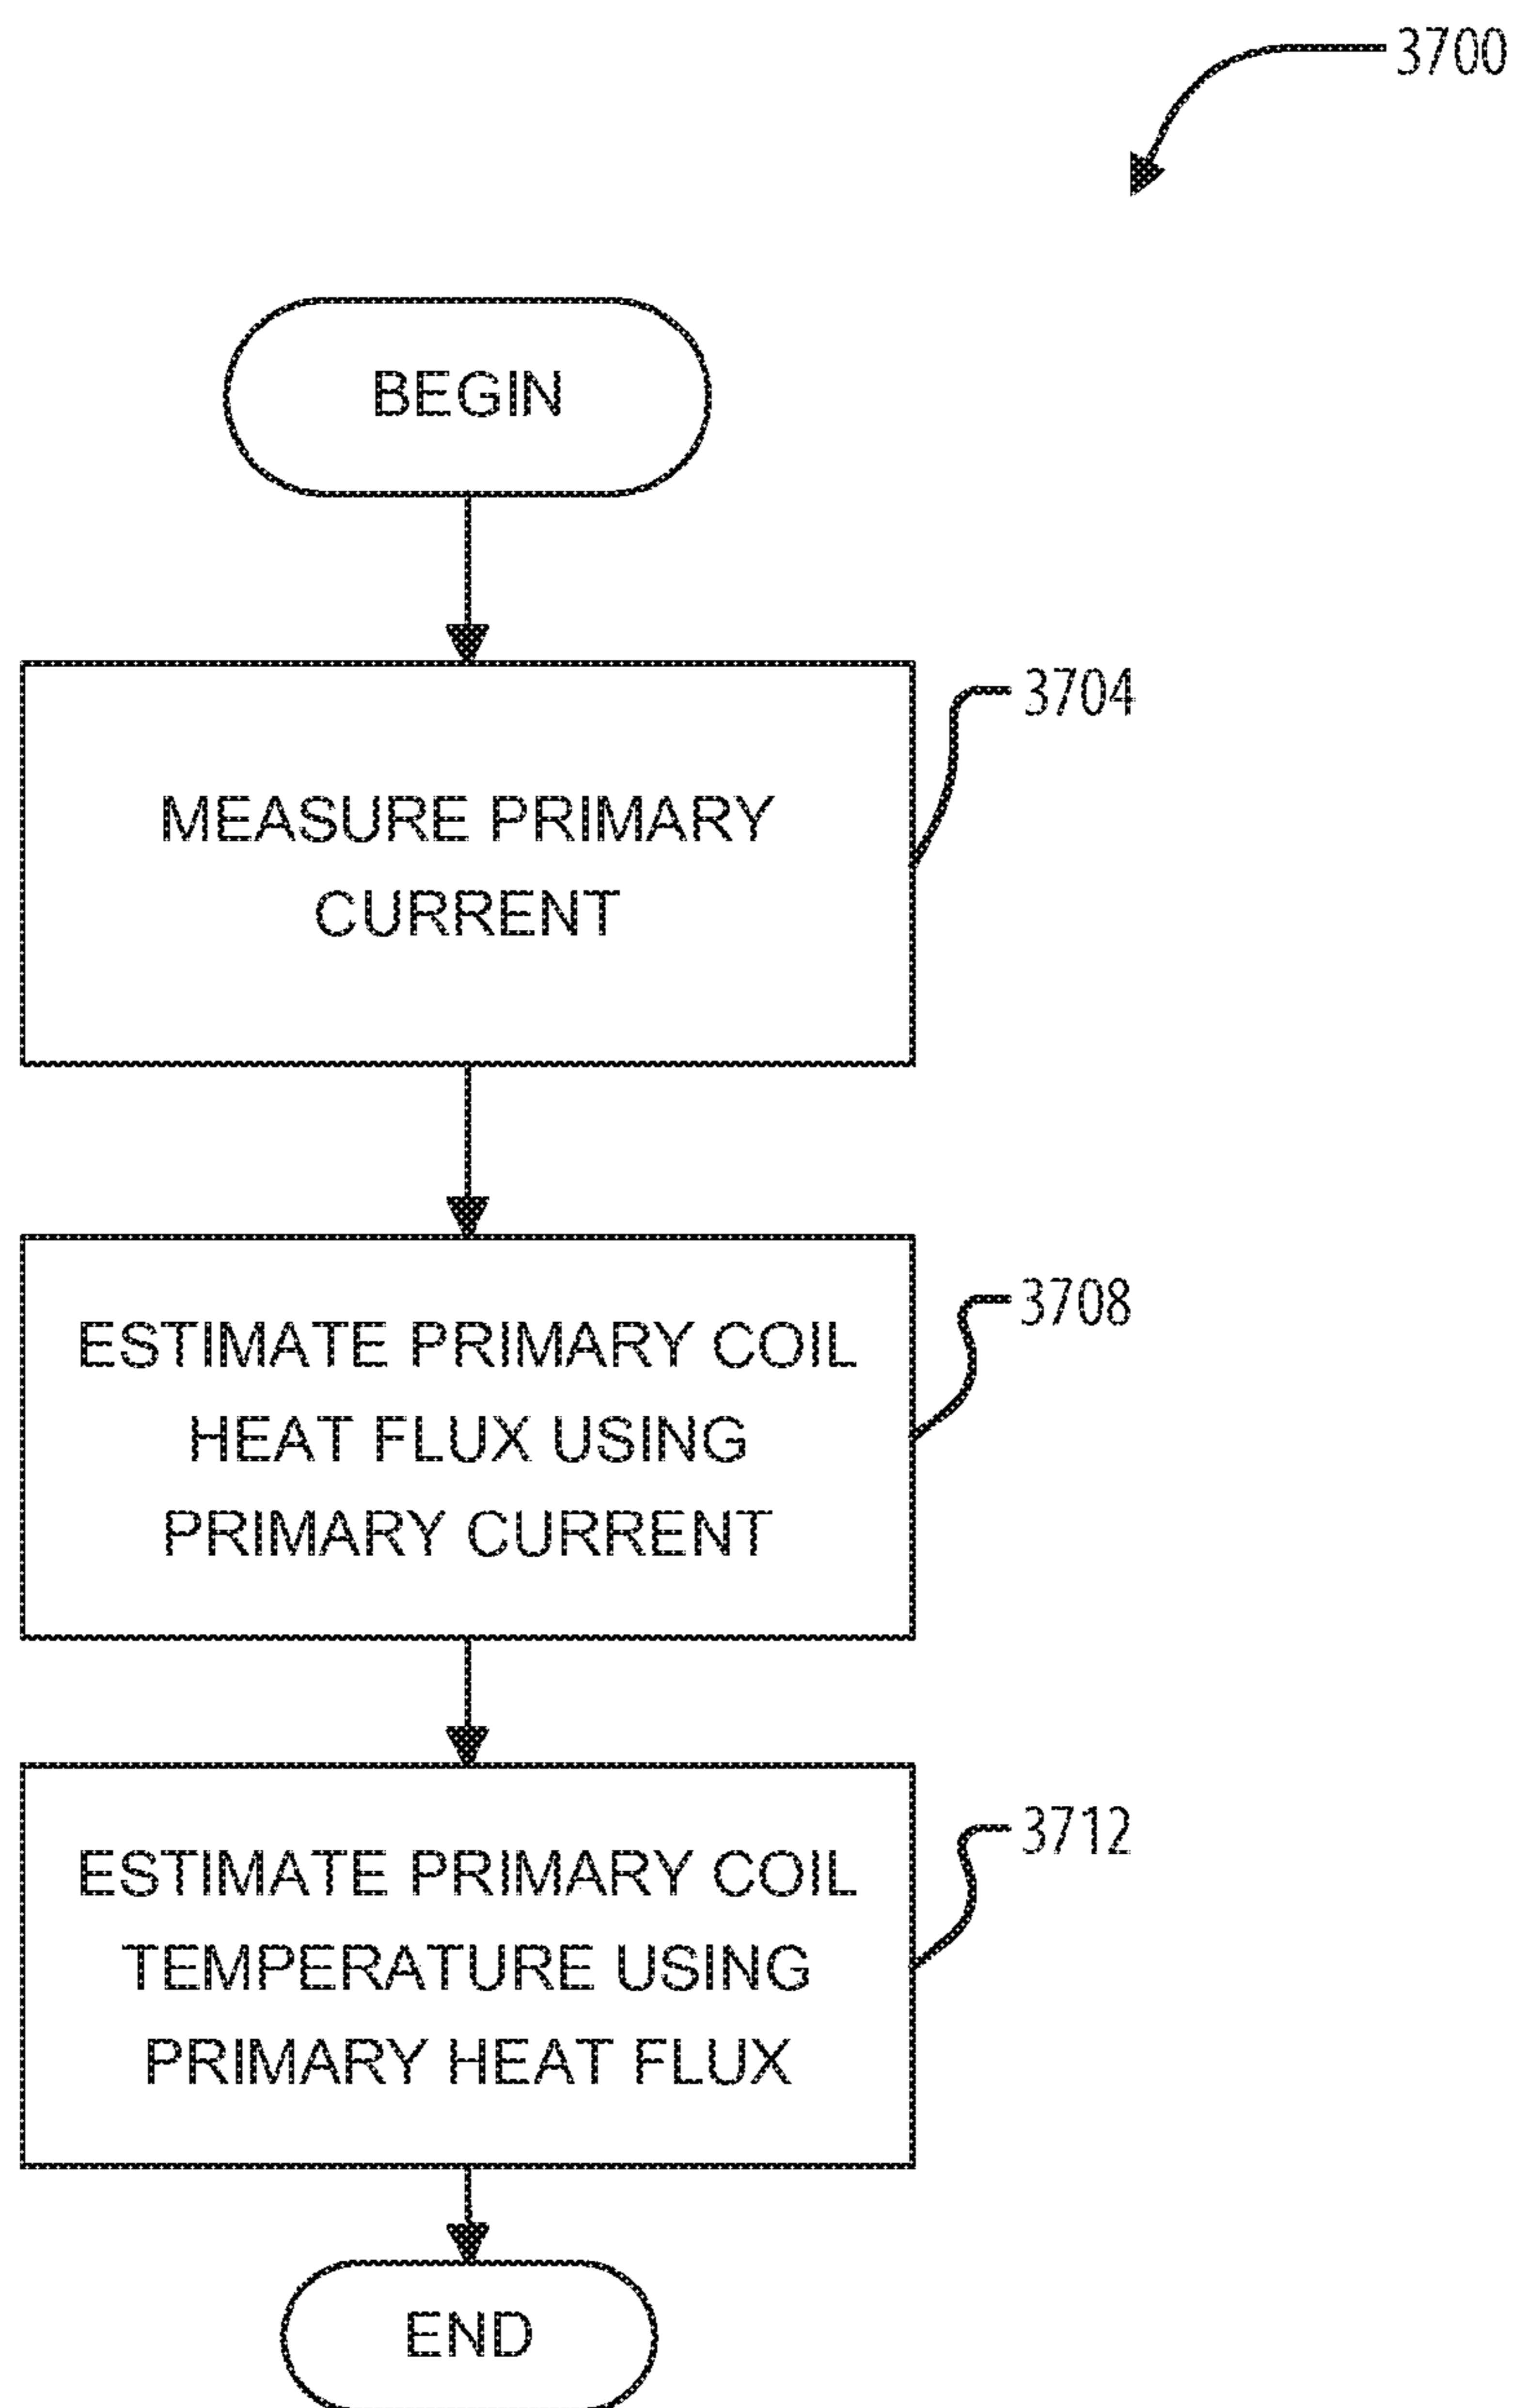 3700
BEGIN
3704
MEASURE PRIMARY
CURRENT
3708
ESTIMATE PRIMARY COIL
HEAT FLUX USING
PRIMARY CURRENT
3712
ESTIMATE PRIMARY COIL
TEMPERATURE USING
PRIMARY HEAT FLUX
END